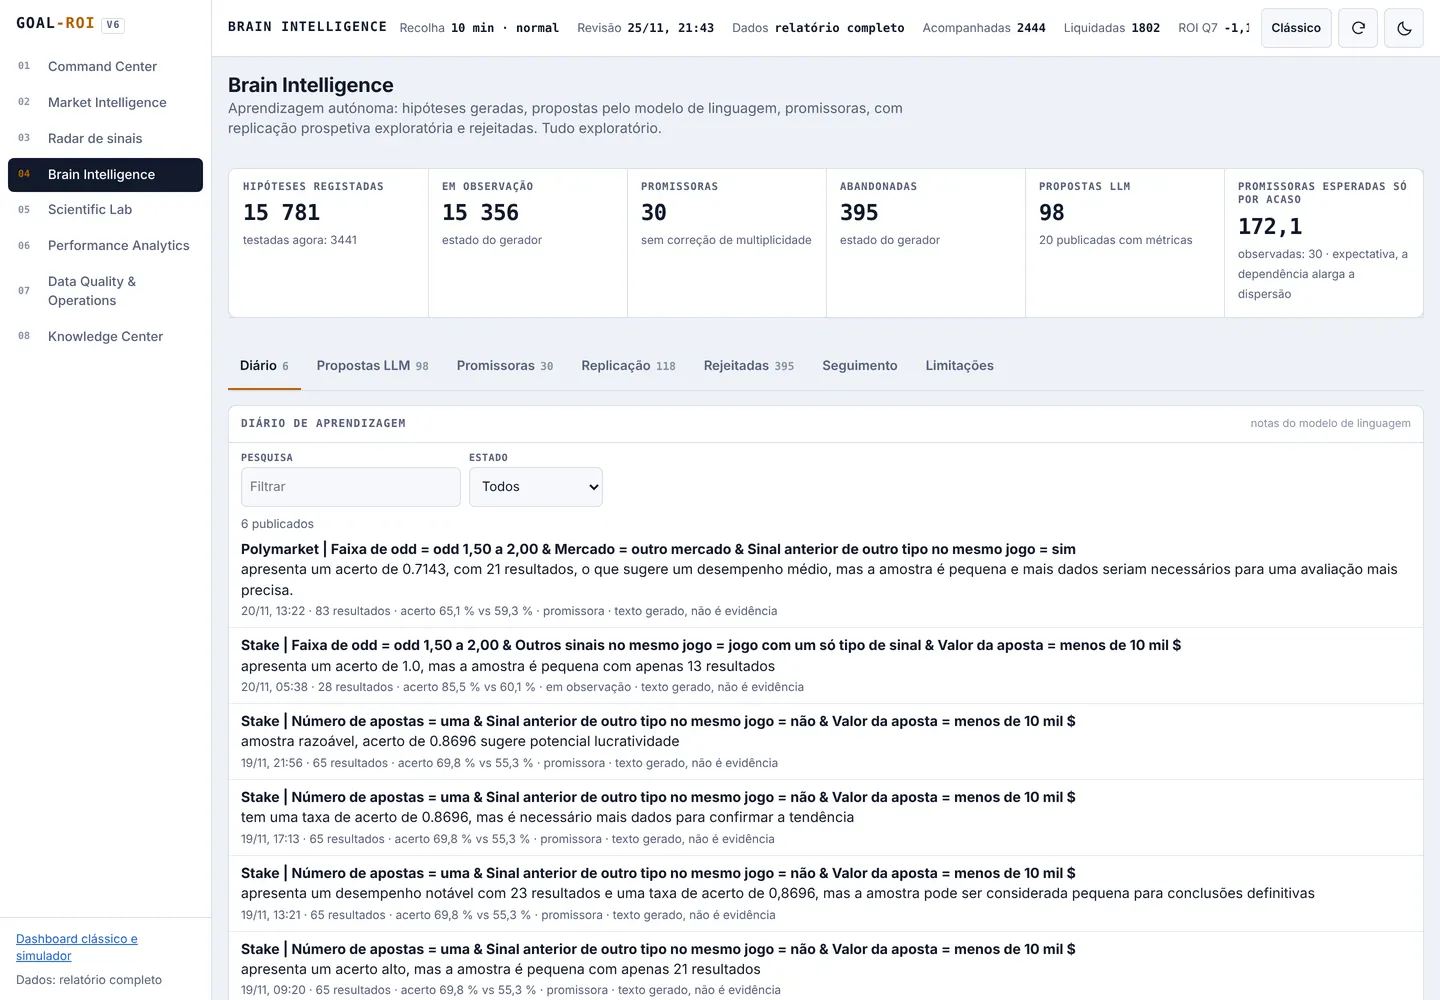 GOAL-ROI V6
01 Command Center
02 Market Intelligence
03 Radar de sinais
04 Brain Intelligence
05 Scientific Lab
06 Performance Analytics
07 Data Quality &
Operations
08 Knowledge Center
Dashboard clássico e
simulador
Dados: relatório completo
BRAIN INTELLIGENCE Recolha 10 min · normal Revisão 25/11, 21:43 Dados relatório completo Acompanhadas 2444 Liquidadas 1802 ROI Q7 -1,1 Clássico
Brain Intelligence
Aprendizagem autónoma: hipóteses geradas, propostas pelo modelo de linguagem, promissoras, com
replicação prospetiva exploratória e rejeitadas. Tudo exploratório.
HIPÓTESES REGISTADAS
15 781
testadas agora: 3441
EM OBSERVAÇÃO
15 356
estado do gerador
PROMISSORAS
30
sem correção de multiplicidade
ABANDONADAS
395
estado do gerador
PROPOSTAS LLM
98
20 publicadas com métricas
PROMISSORAS ESPERADAS SÓ
POR ACASO
172,1
observadas: 30 · expectativa, a
dependência alarga a
dispersão
Diário 6 Propostas LLM 98 Promissoras 30 Replicação 118 Rejeitadas 395 Seguimento Limitações
DIÁRIO DE APRENDIZAGEM notas do modelo de linguagem
PESQUISA ESTADO
Filtrar Todos
6 publicados
Polymarket | Faixa de odd = odd 1,50 a 2,00 & Mercado = outro mercado & Sinal anterior de outro tipo no mesmo jogo = sim
apresenta um acerto de 0.7143, com 21 resultados, o que sugere um desempenho médio, mas a amostra é pequena e mais dados seriam necessários para uma avaliação mais
precisa.
20/11, 13:22 · 83 resultados · acerto 65,1 % vs 59,3 % · promissora · texto gerado, não é evidência
Stake | Faixa de odd = odd 1,50 a 2,00 & Outros sinais no mesmo jogo = jogo com um só tipo de sinal & Valor da aposta = menos de 10 mil $
apresenta um acerto de 1.0, mas a amostra é pequena com apenas 13 resultados
20/11, 05:38 · 28 resultados · acerto 85,5 % vs 60,1 % · em observação · texto gerado, não é evidência
Stake | Número de apostas = uma & Sinal anterior de outro tipo no mesmo jogo = não & Valor da aposta = menos de 10 mil $
amostra razoável, acerto de 0.8696 sugere potencial lucratividade
19/11, 21:56 · 65 resultados · acerto 69,8 % vs 55,3 % · promissora · texto gerado, não é evidência
Stake | Número de apostas = uma & Sinal anterior de outro tipo no mesmo jogo = não & Valor da aposta = menos de 10 mil $
tem uma taxa de acerto de 0.8696, mas é necessário mais dados para confirmar a tendência
19/11, 17:13 · 65 resultados · acerto 69,8 % vs 55,3 % · promissora · texto gerado, não é evidência
Stake | Número de apostas = uma & Sinal anterior de outro tipo no mesmo jogo = não & Valor da aposta = menos de 10 mil $
apresenta um desempenho notável com 23 resultados e uma taxa de acerto de 0,8696, mas a amostra pode ser considerada pequena para conclusões definitivas
19/11, 13:21 · 65 resultados · acerto 69,8 % vs 55,3 % · promissora · texto gerado, não é evidência
Stake | Número de apostas = uma & Sinal anterior de outro tipo no mesmo jogo = não & Valor da aposta = menos de 10 mil $
apresenta um acerto alto, mas a amostra é pequena com apenas 21 resultados
19/11, 09:20 · 65 resultados · acerto 69,8 % vs 55,3 % · promissora · texto gerado, não é evidência